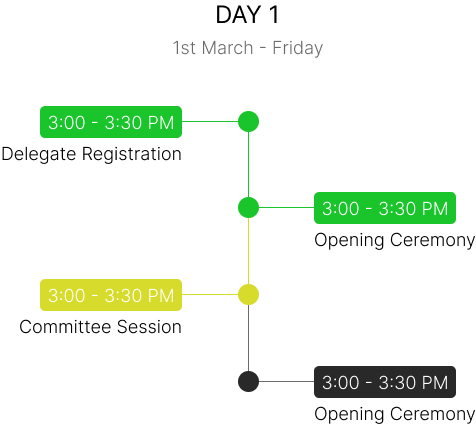 DAY 1
1st March - Friday
3:00 - 3:30 PM
Delegate Registration
3:00 - 3:30 PM
Opening Ceremony
3:00 - 3:30 PM
Committee Session
3:00 - 3:30 PM
Opening Ceremony